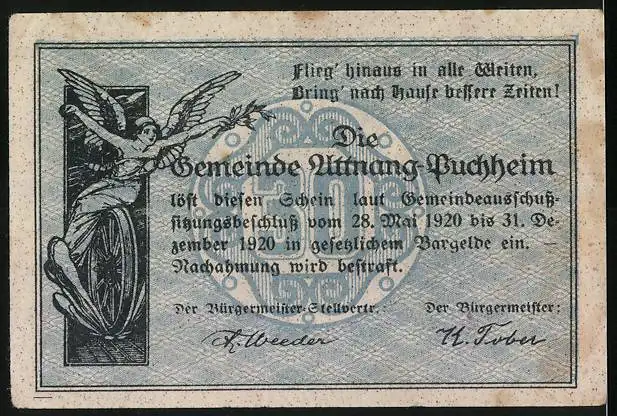 Flieg' hinaus in alle Weiten,
Bring' nach Hause bessere Zeiten!
Die
Gemeinde Attnang-Puchheim
löst diesen Schein laut Gemeindeausschuß-
sitzungsbeschluß vom 28. Mai 1920 bis 31. De-
zember 1920 in gesetzlichem Bargelde ein. —
Nachahmung wird bestraft.
30
Der Bürgermeister-Stellvertr.: Der Bürgermeister: